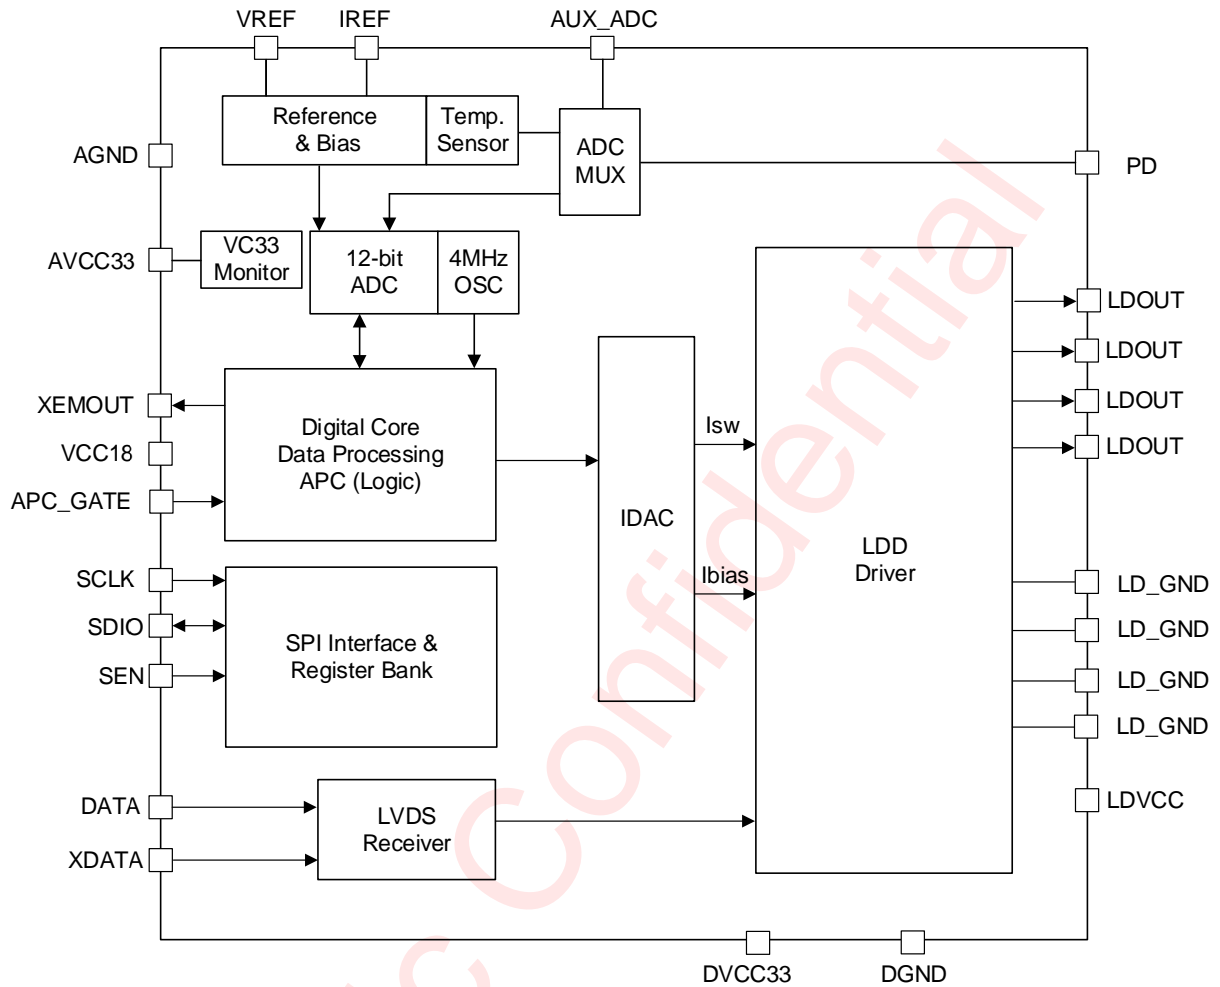 VREF
IREF
AUX_ADC
Reference
& Bias
Temp.
Sensor
ADC
MUX
AGND
PD
AVCC33
VC33
Monitor
12-bit
ADC
4MHz
OSC
LDOUT
LDOUT
LDOUT
LDOUT
XEMOUT
VCC18
APC_GATE
Digital Core
Data Processing
APC (Logic)
Isw
IDAC
Ibias
LDD
Driver
SCLK
SDIO
SEN
SPI Interface &
Register Bank
LD_GND
LD_GND
LD_GND
LD_GND
DATA
XDATA
LVDS
Receiver
LDVCC
DVCC33
DGND
c Confidential